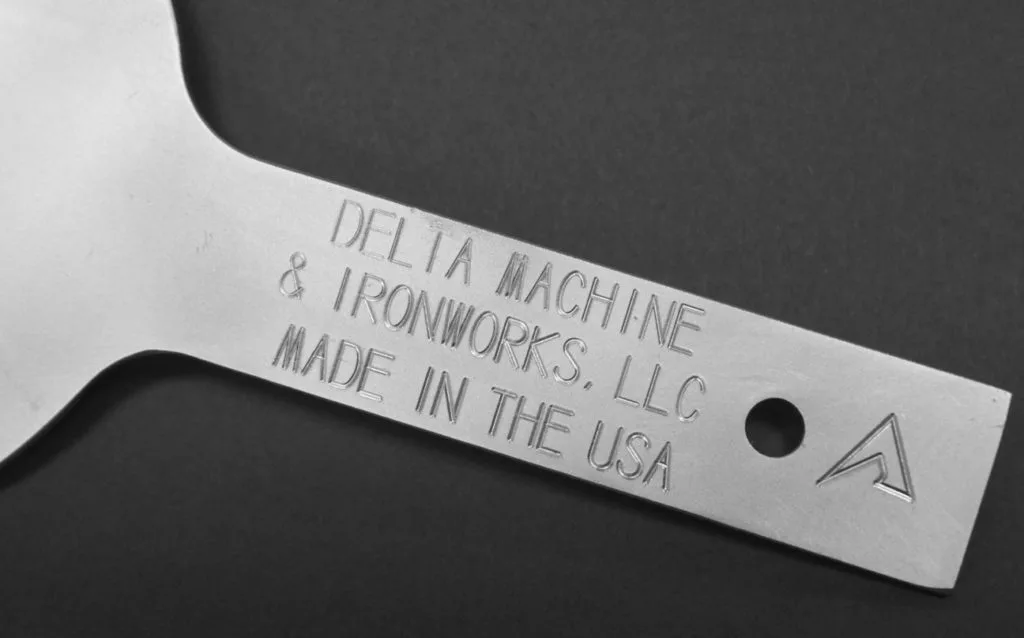 DELTA MACHINE
& IRONWORKS, LLC
MADE IN THE USA